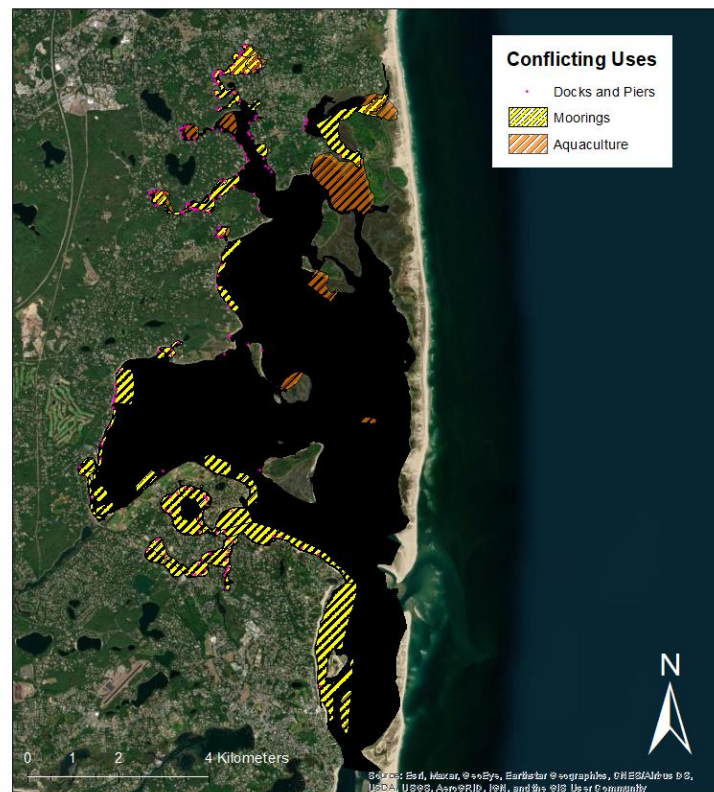 Conflicting Uses
Docks and Piers
Moorings
Aquaculture
N
0 1 2 4 Kilometers
Source: Esri, Maxar, GeoEye, Earthstar Geographics, CNES/Airbus DS,
USDA, USGS, AeroGRID, IGN, and the GIS User Community